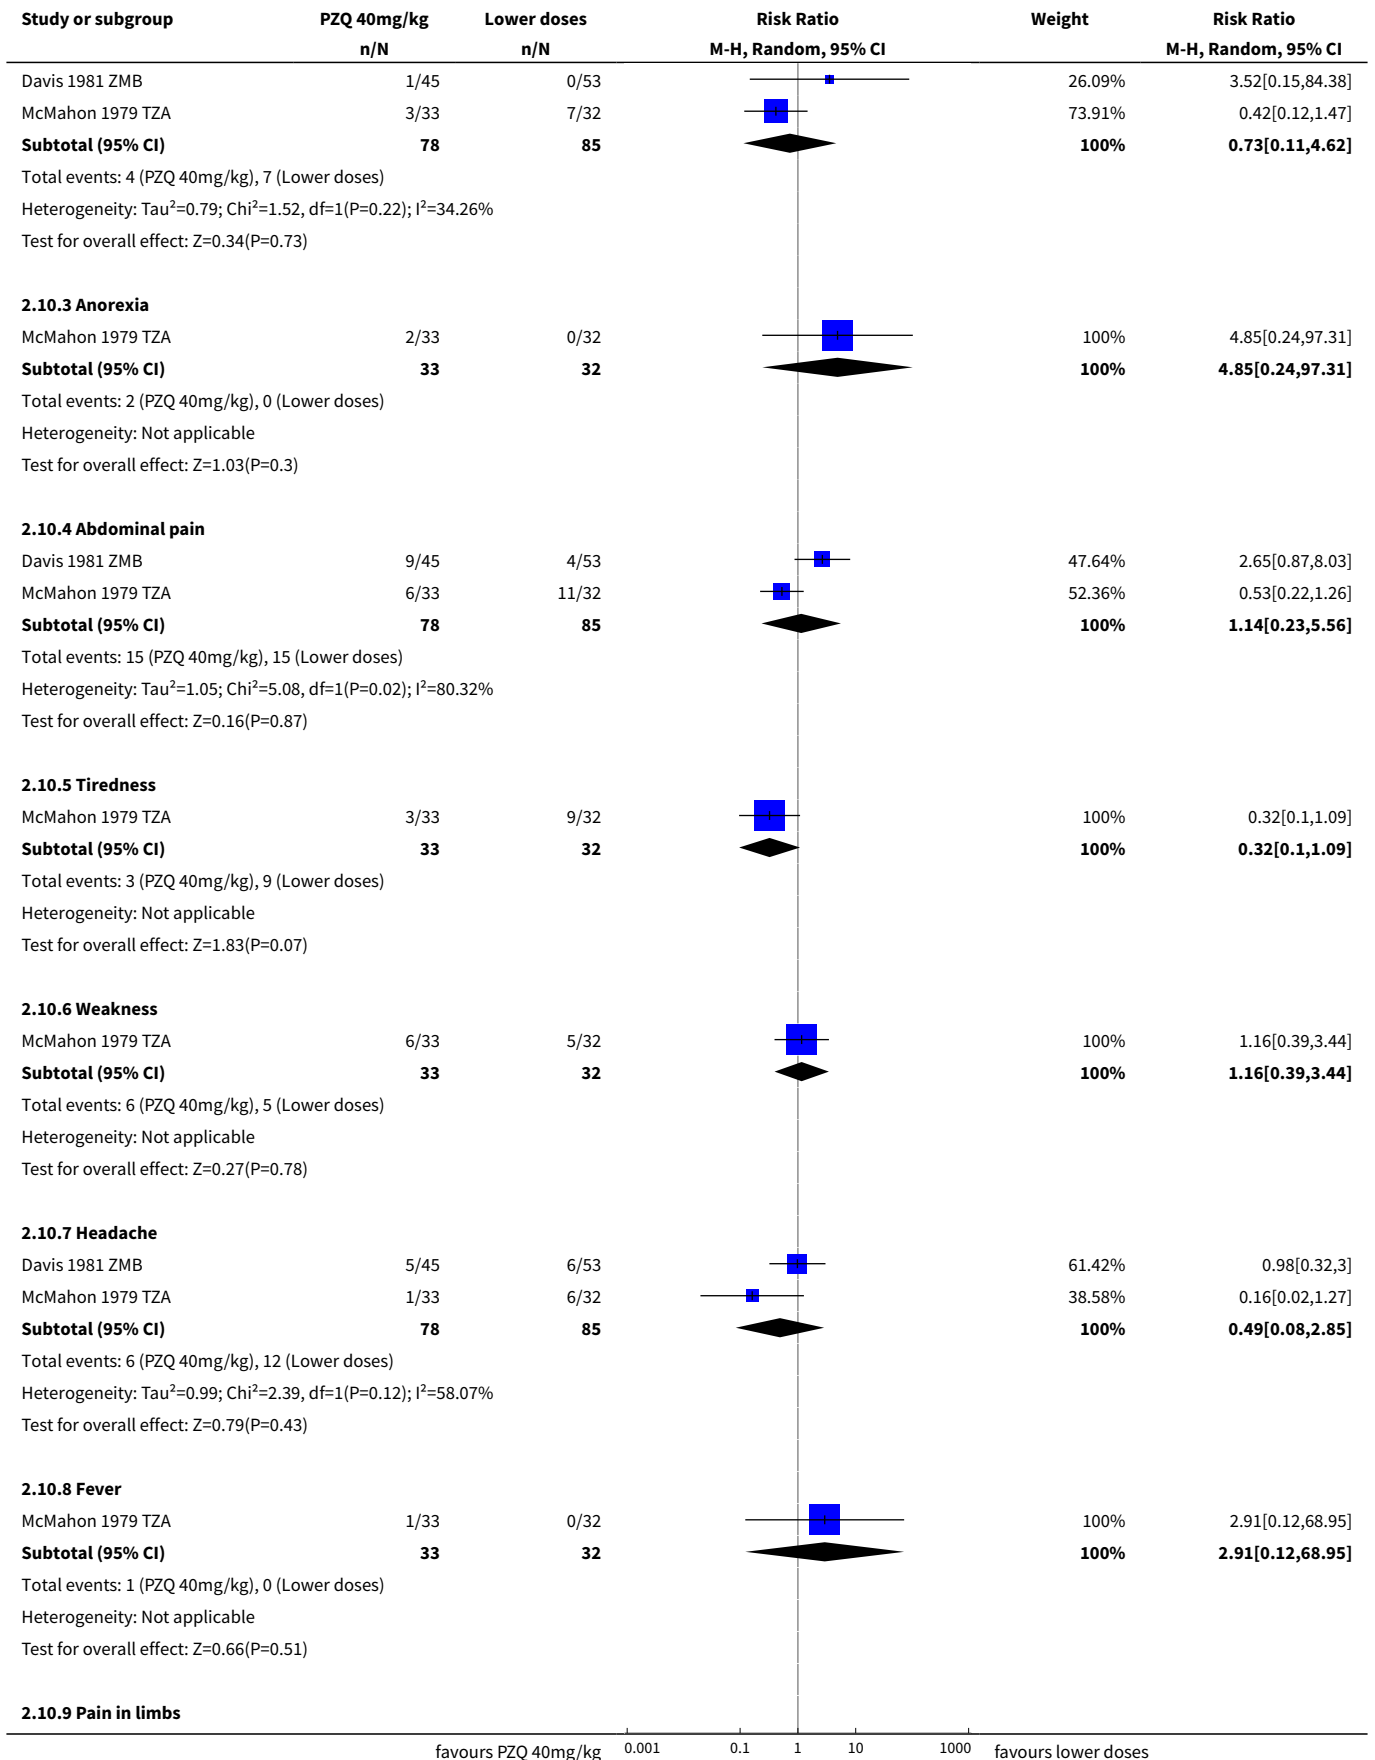 Study or subgroup PZQ 40mg/kg Lower doses Risk Ratio Weight Risk Ratio
n/N n/N M-H, Random, 95% CI M-H, Random, 95% CI
Davis 1981 ZMB 1/45 0/53 26.09% 3.52[0.15,84.38]
McMahon 1979 TZA 3/33 7/32 73.91% 0.42[0.12,1.47]
Subtotal (95% CI) 78 85 100% 0.73[0.11,4.62]
Total events: 4 (PZQ 40mg/kg), 7 (Lower doses)
Heterogeneity: Tau²=0.79; Chi²=1.52, df=1(P=0.22); I²=34.26%
Test for overall effect: Z=0.34(P=0.73)
2.10.3 Anorexia
McMahon 1979 TZA 2/33 0/32 100% 4.85[0.24,97.31]
Subtotal (95% CI) 33 32 100% 4.85[0.24,97.31]
Total events: 2 (PZQ 40mg/kg), 0 (Lower doses)
Heterogeneity: Not applicable
Test for overall effect: Z=1.03(P=0.3)
2.10.4 Abdominal pain
Davis 1981 ZMB 9/45 4/53 47.64% 2.65[0.87,8.03]
McMahon 1979 TZA 6/33 11/32 52.36% 0.53[0.22,1.26]
Subtotal (95% CI) 78 85 100% 1.14[0.23,5.56]
Total events: 15 (PZQ 40mg/kg), 15 (Lower doses)
Heterogeneity: Tau²=1.05; Chi²=5.08, df=1(P=0.02); I²=80.32%
Test for overall effect: Z=0.16(P=0.87)
2.10.5 Tiredness
McMahon 1979 TZA 3/33 9/32 100% 0.32[0.1,1.09]
Subtotal (95% CI) 33 32 100% 0.32[0.1,1.09]
Total events: 3 (PZQ 40mg/kg), 9 (Lower doses)
Heterogeneity: Not applicable
Test for overall effect: Z=1.83(P=0.07)
2.10.6 Weakness
McMahon 1979 TZA 6/33 5/32 100% 1.16[0.39,3.44]
Subtotal (95% CI) 33 32 100% 1.16[0.39,3.44]
Total events: 6 (PZQ 40mg/kg), 5 (Lower doses)
Heterogeneity: Not applicable
Test for overall effect: Z=0.27(P=0.78)
2.10.7 Headache
Davis 1981 ZMB 5/45 6/53 61.42% 0.98[0.32,3]
McMahon 1979 TZA 1/33 6/32 38.58% 0.16[0.02,1.27]
Subtotal (95% CI) 78 85 100% 0.49[0.08,2.85]
Total events: 6 (PZQ 40mg/kg), 12 (Lower doses)
Heterogeneity: Tau²=0.99; Chi²=2.39, df=1(P=0.12); I²=58.07%
Test for overall effect: Z=0.79(P=0.43)
2.10.8 Fever
McMahon 1979 TZA 1/33 0/32 100% 2.91[0.12,68.95]
Subtotal (95% CI) 33 32 100% 2.91[0.12,68.95]
Total events: 1 (PZQ 40mg/kg), 0 (Lower doses)
Heterogeneity: Not applicable
Test for overall effect: Z=0.66(P=0.51)
2.10.9 Pain in limbs
favours PZQ 40mg/kg 0.001 0.1 1 10 1000 favours lower doses